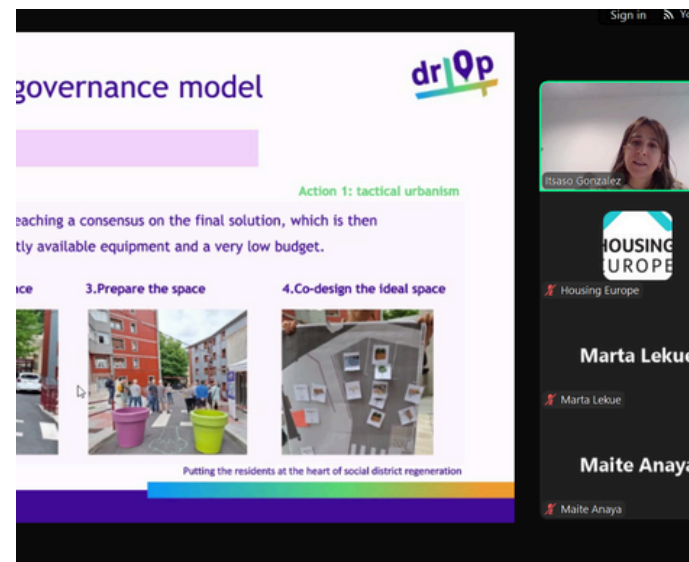 Sign in
governance model
drOp
Action 1: tactical urbanism
eaching a consensus on the final solution, which is then
tly available equipment and a very low budget.
ce
3.Prepare the space
4.Co-design the ideal space
Putting the residents at the heart of social district regeneration
Itsaso Gonzalez
HOUSING
EUROPE
Housing Europe
Marta Lekue
Marta Lekue
Maite Anaya
Maite Anaya